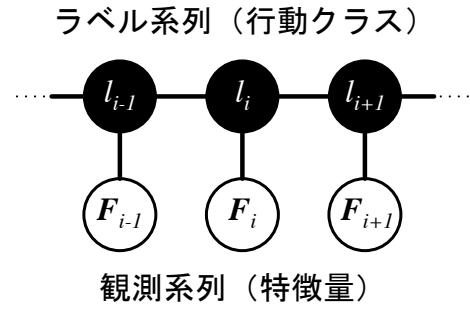 ラベル系列（行動クラス）
l_{i-1} l_i l_{i+1}
F_{i-1} F_i F_{i+1}
観測系列（特徴量）